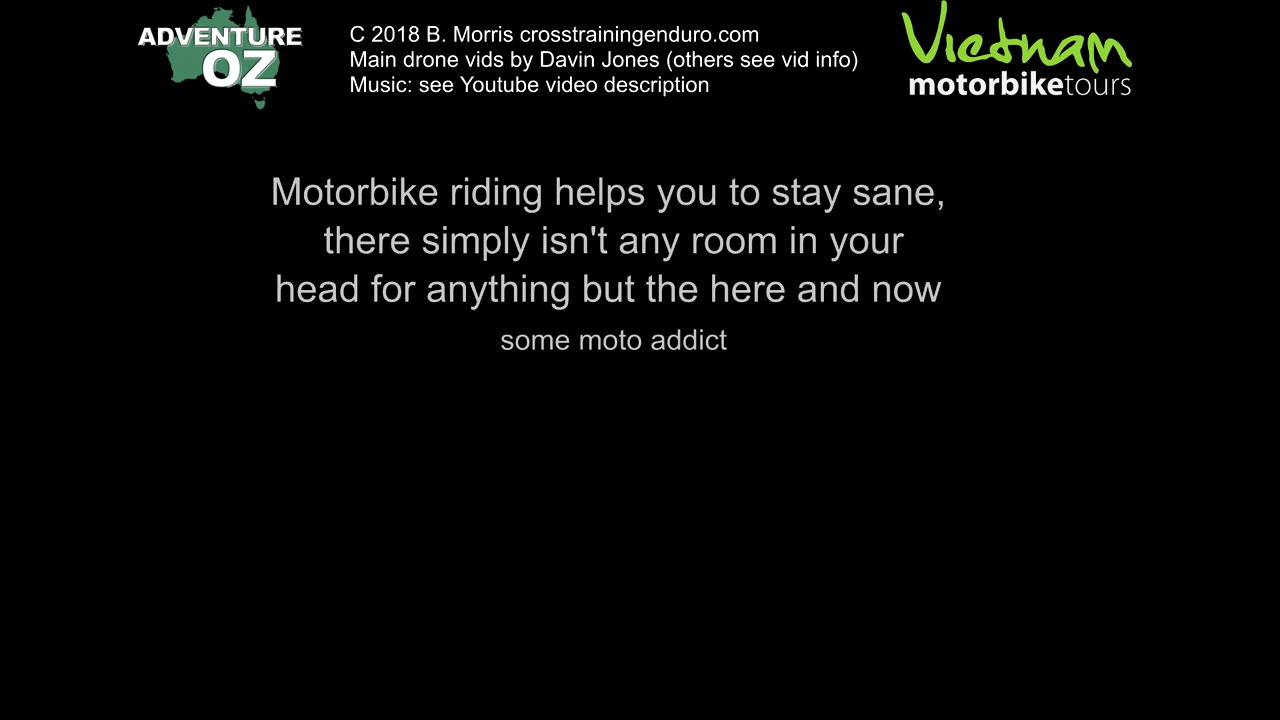 ADVENTURE
OZ
C 2018 B. Morris crosstrainingenduro.com
Main drone vids by Davin Jones (others see vid info)
Music: see Youtube video description
Vietnam
motorbiketours
Motorbike riding helps you to stay sane,
there simply isn't any room in your
head for anything but the here and now
some moto addict